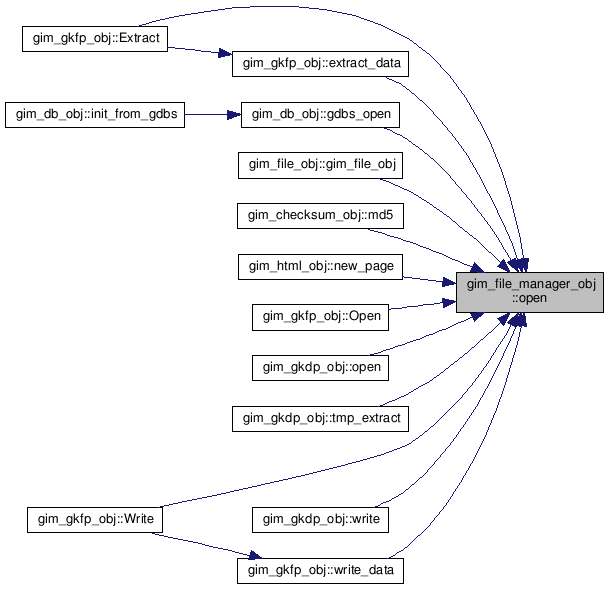 gim_gkfp_obj::Extract
gim_gkfp_obj::extract_data
gim_db_obj::init_from_gdbs
gim_db_obj::gdbs_open
gim_file_obj::gim_file_obj
gim_checksum_obj::md5
gim_html_obj::new_page
gim_file_manager_obj
::open
gim_gkfp_obj::Open
gim_gkdp_obj::open
gim_gkdp_obj::tmp_extract
gim_gkfp_obj::Write
gim_gkdp_obj::write
gim_gkfp_obj::write_data